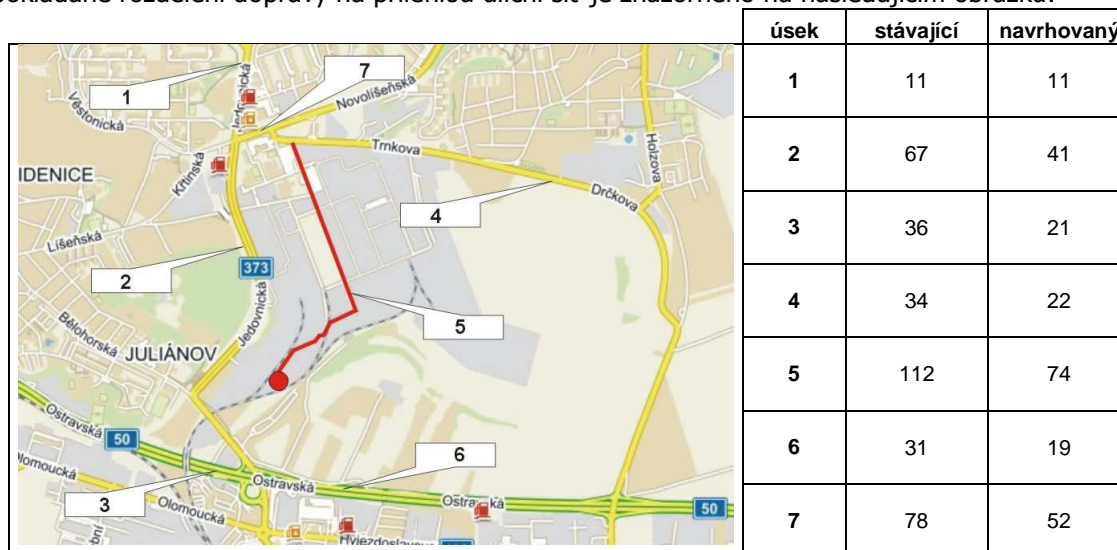 pokládané rozdělení dopravy na přilehlou uliční síť je znázorněno na následujícím obrázku:
úsek stávající navrhovaný
1 11 11
2 67 41
3 36 21
4 34 22
5 112 74
6 31 19
7 78 52
7
1
Novolíšeňská
Věstonická
Trnkova
Holzova
IDENICE
Křtinská
Drčkova
4
Líšeňská
2
373
Jedovnická
5
Bělohorská
JULIÁNOV
Ostravská
50
6
lomoucká
Ostravská
Ostravská
3
Olomoucká
50
Hviezdoslavova